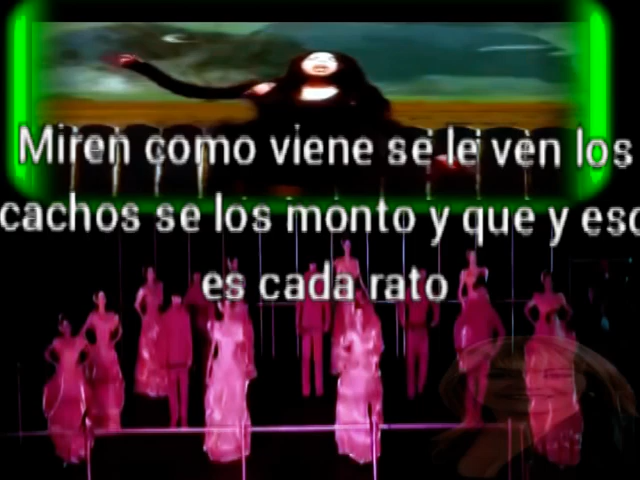 Miren como viene se le ven los
cachos se los monto y que y eso
es cada rato